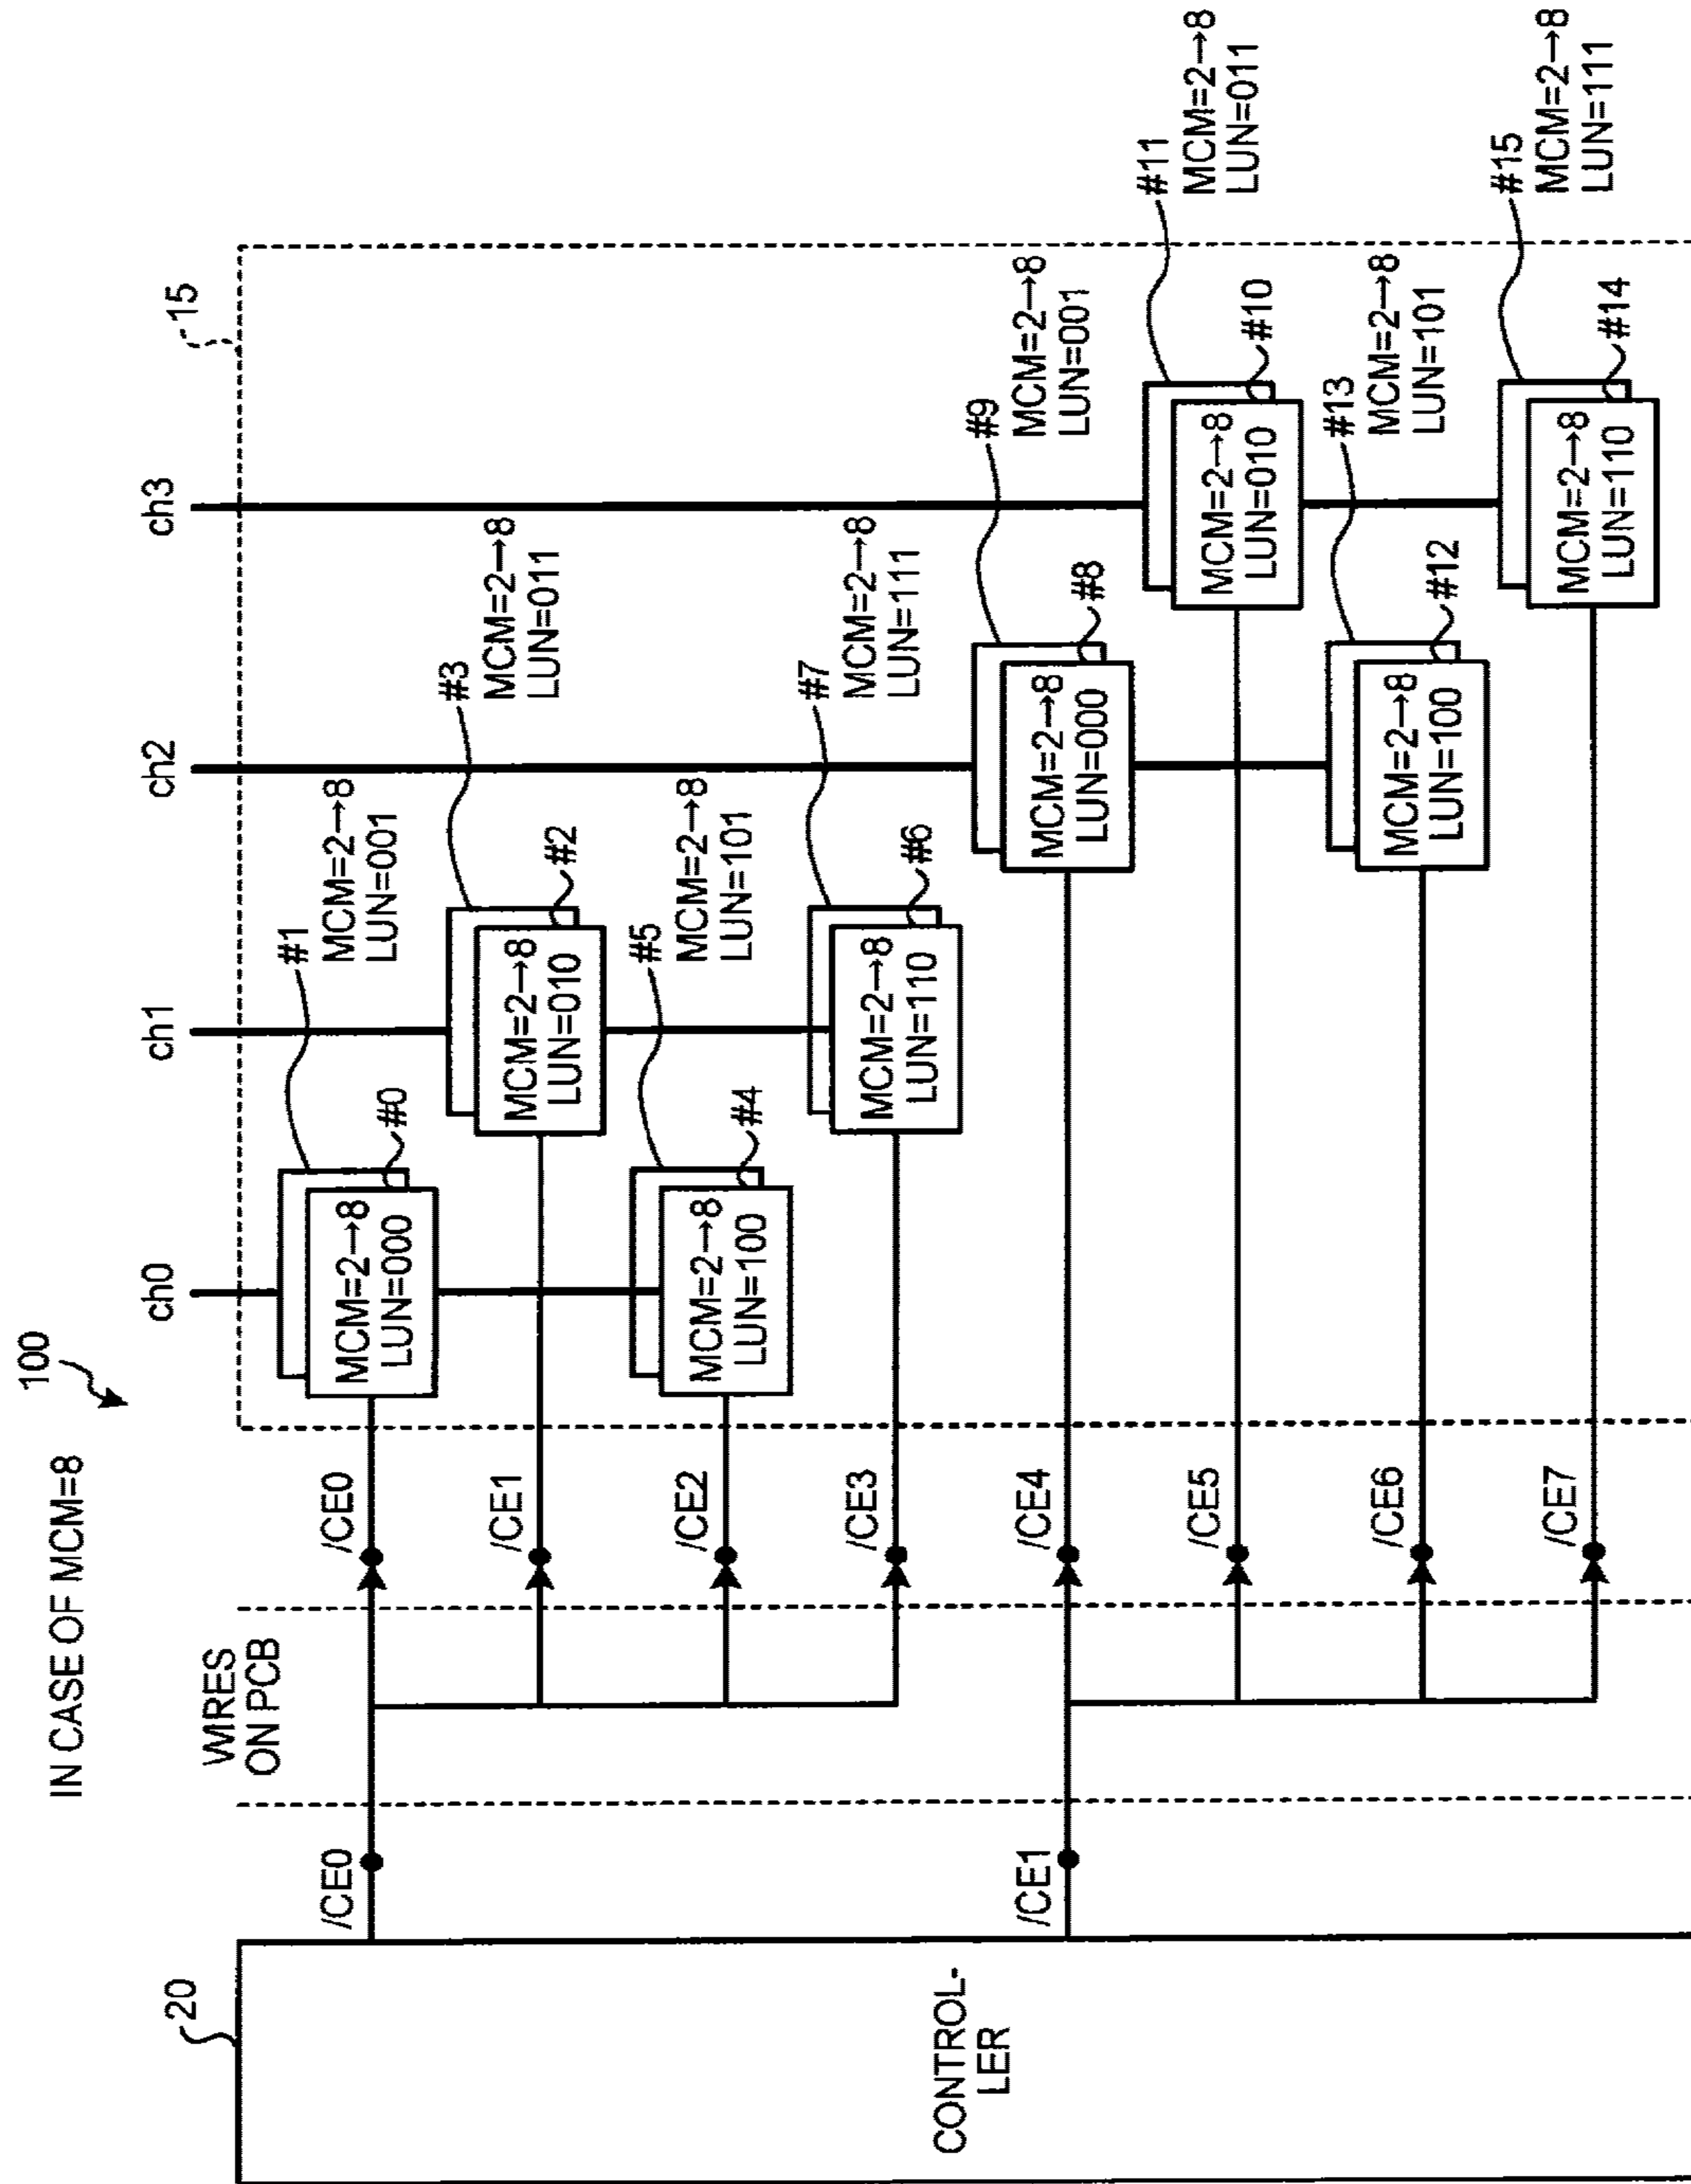 IN CASE OF MCM=8
100
15
ch0
ch1
ch2
ch3
WIRES
ON PCB
20
CONTROL-
LER
/CE0
/CE1
/CE0
/CE1
/CE2
/CE3
/CE4
/CE5
/CE6
/CE7
#1
MCM=2→8
LUN=001
#0
MCM=2→8
LUN=000
#3
MCM=2→8
LUN=011
#2
MCM=2→8
LUN=010
#5
MCM=2→8
LUN=101
#4
MCM=2→8
LUN=100
#7
MCM=2→8
LUN=111
#6
MCM=2→8
LUN=110
#9
MCM=2→8
LUN=001
#8
MCM=2→8
LUN=000
#11
MCM=2→8
LUN=011
#10
MCM=2→8
LUN=010
#13
MCM=2→8
LUN=101
#12
MCM=2→8
LUN=100
#15
MCM=2→8
LUN=111
#14
MCM=2→8
LUN=110